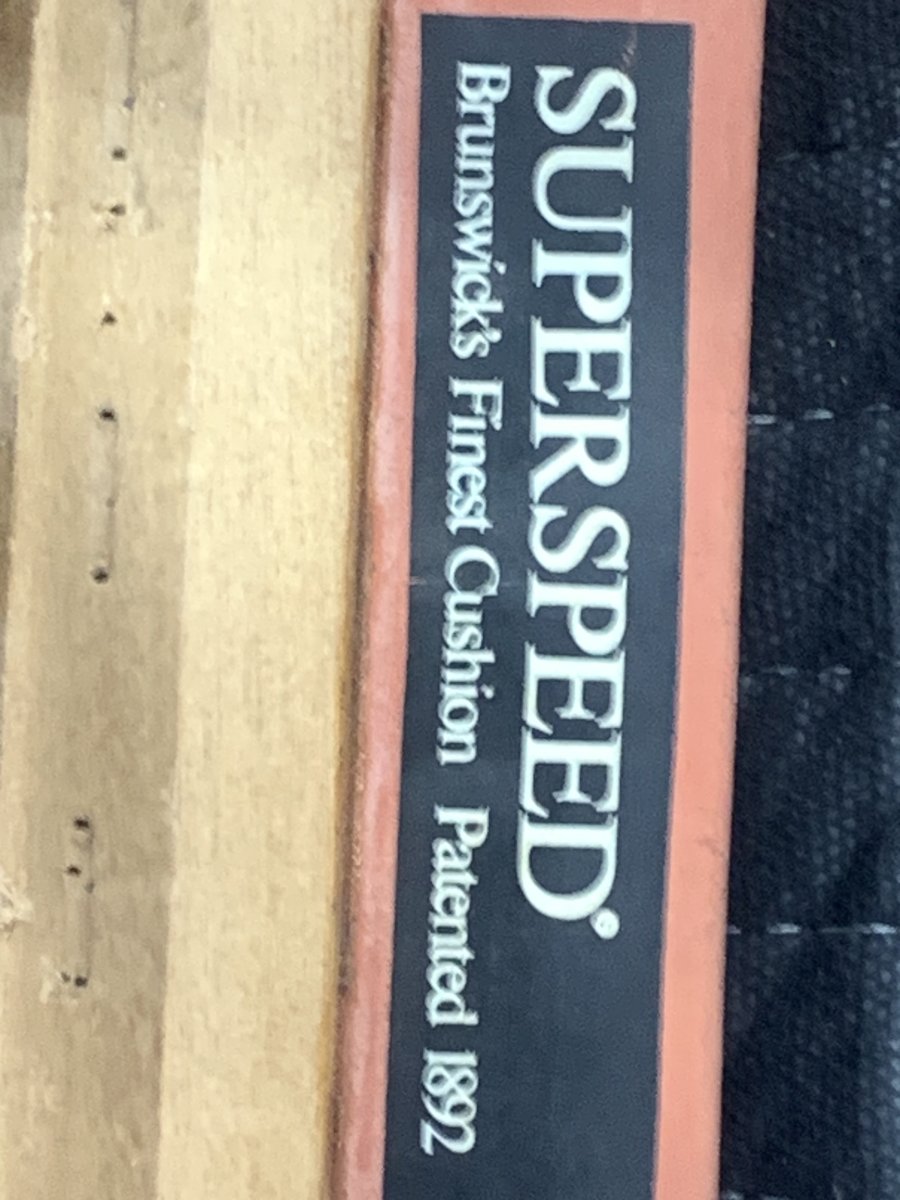 SUPERSPEED®
Brunswick's Finest Cushion Patented 1892